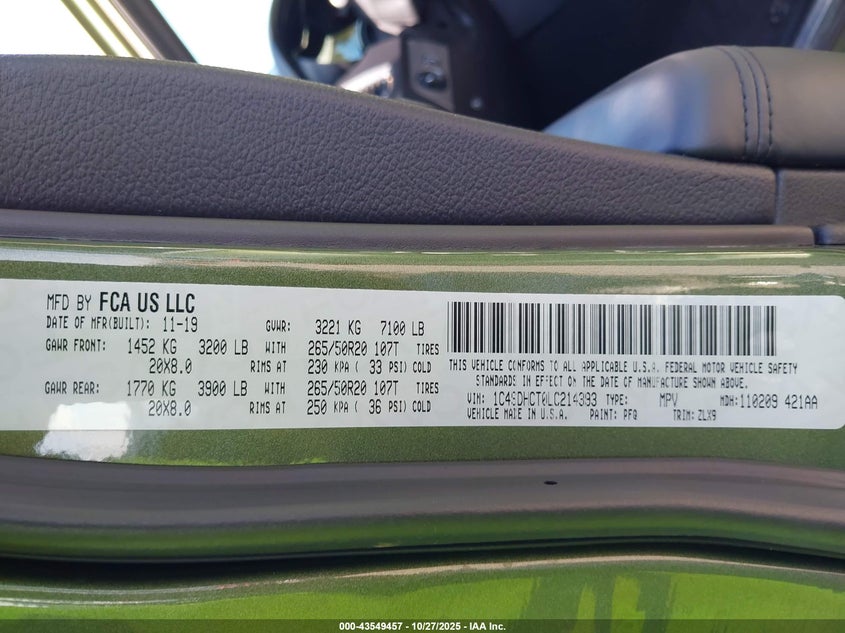 MFD BY FCA US LLC
DATE OF MFR(BUILT): 11-19 GVWR: 3221 KG 7100 LB
GAWR FRONT: 1452 KG 3200 LB WITH 265/50R20 107T TIRES
20X8.0 RIMS AT 230 KPA ( 33 PSI) COLD
GAWR REAR: 1770 KG 3900 LB WITH 265/50R20 107T TIRES
20X8.0 RIMS AT 250 KPA ( 36 PSI) COLD
THIS VEHICLE CONFORMS TO ALL APPLICABLE U.S.A. FEDERAL MOTOR VEHICLE SAFETY
STANDARDS IN EFFECT ON THE DATE OF MANUFACTURE SHOWN ABOVE.
VIN: 1C4SDHCT0LC214393 TYPE: MPV MDH: 110209 421AA
VEHICLE MADE IN U.S.A. PAINT: PFQ TRIM: ZLX9
000-43549457 - 10/27/2025 - IAA Inc.